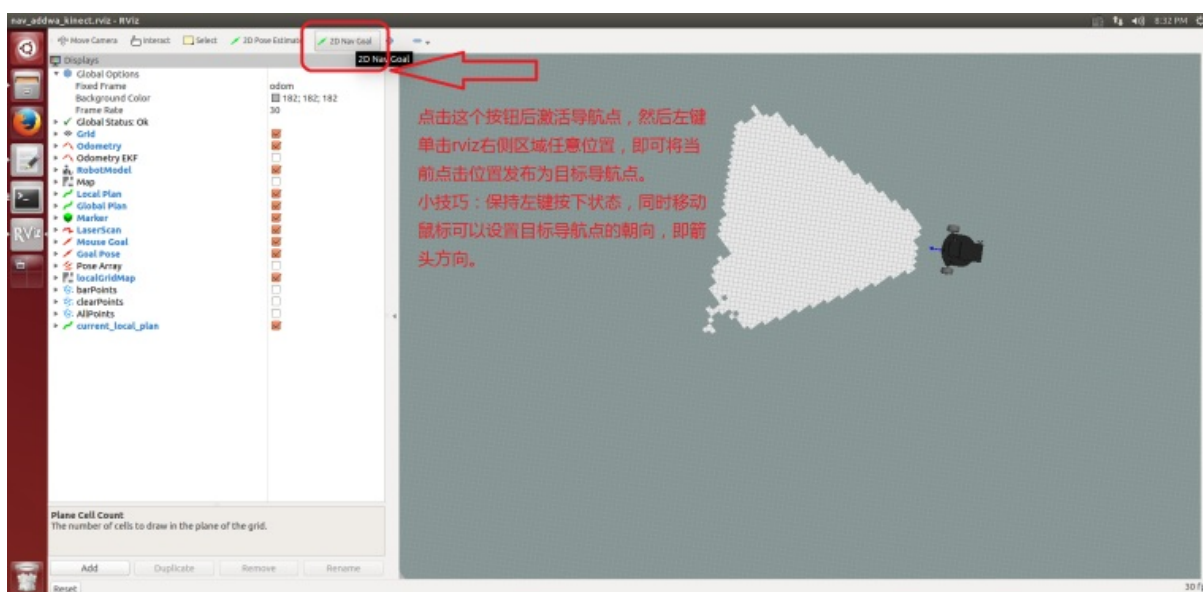 nav_addwa_kinect.rviz - RViz
8:32 PM
Move Camera Interact Select 2D Pose Estimate 2D Nav Goal
2D Nav Goal
Displays
Global Options
Fixed Frame odom
Background Color 182; 182; 182
Frame Rate 30
Global Status: Ok
Grid
Odometry
Odometry EKF
RobotModel
Map
Local Plan
Global Plan
Marker
LaserScan
Mouse Goal
Goal Pose
Pose Array
localGridMap
barPoints
clearPoints
AllPoints
current_local_plan
点击这个按钮后激活导航点，然后左键
单击rviz右侧区域任意位置，即可将当
前点击位置发布为目标导航点。
小技巧：保持左键按下状态，同时移动
鼠标可以设置目标导航点的朝向，即箭
头方向。
RViz
Plane Cell Count
The number of cells to draw in the plane of the grid.
Add Duplicate Remove Rename
Reset
30 fp